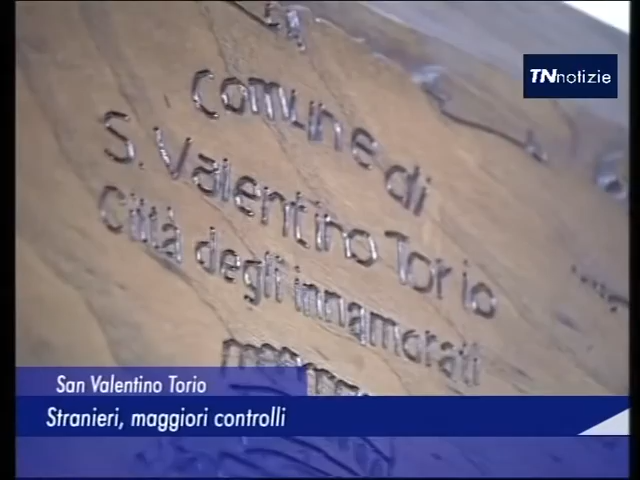 TNnotizie
Comune di
S. Valentino Torio
Città degli innamorati
San Valentino Torio
Stranieri, maggiori controlli